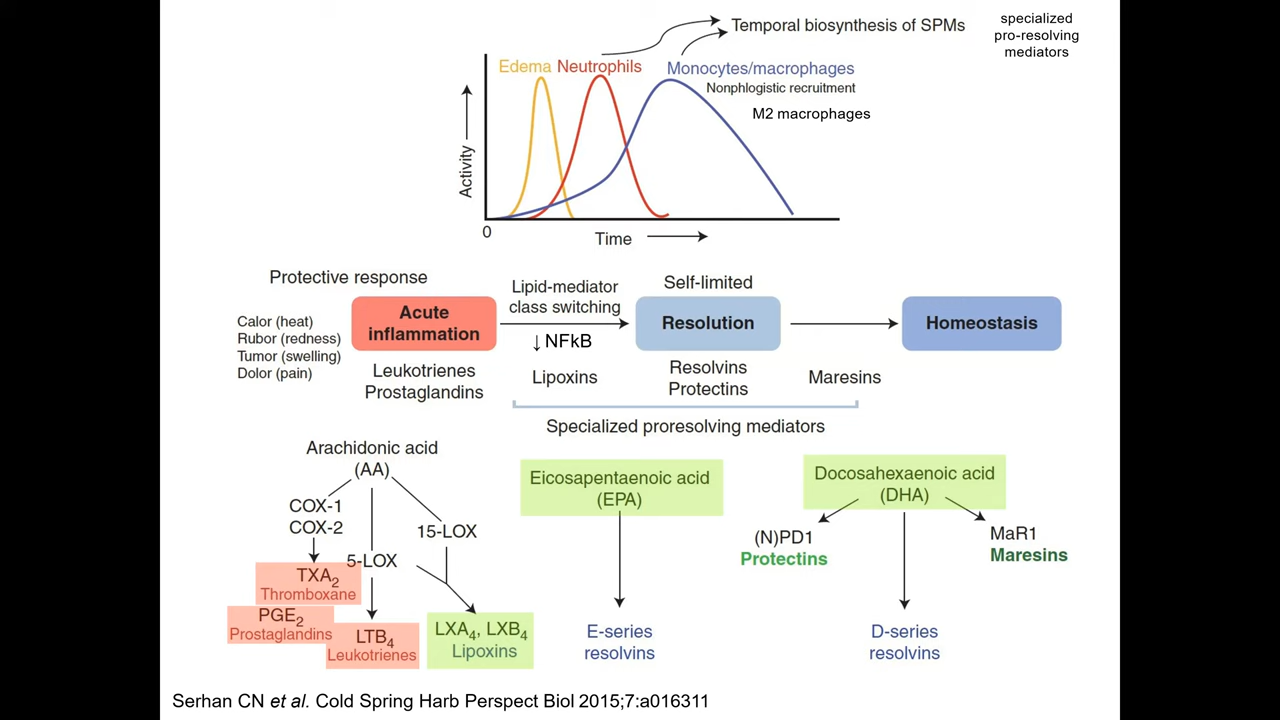 Temporal biosynthesis of SPMs
specialized
pro-resolving
mediators
Edema Neutrophils
Monocytes/macrophages
Nonphlogistic recruitment
M2 macrophages
Activity
0
Time
Protective response
Calor (heat)
Rubor (redness)
Tumor (swelling)
Dolor (pain)
Acute
inflammation
Leukotrienes
Prostaglandins
Lipid-mediator
class switching
↓ NFkB
Lipoxins
Self-limited
Resolution
Resolvins
Protectins
Maresins
Homeostasis
Specialized proresolving mediators
Arachidonic acid
(AA)
COX-1
COX-2
5-LOX
15-LOX
TXA2
Thromboxane
PGE2
Prostaglandins
LTB4
Leukotrienes
LXA4, LXB4
Lipoxins
Eicosapentaenoic acid
(EPA)
E-series
resolvins
Docosahexaenoic acid
(DHA)
(N)PD1
Protectins
MaR1
Maresins
D-series
resolvins
Serhan CN et al. Cold Spring Harb Perspect Biol 2015;7:a016311